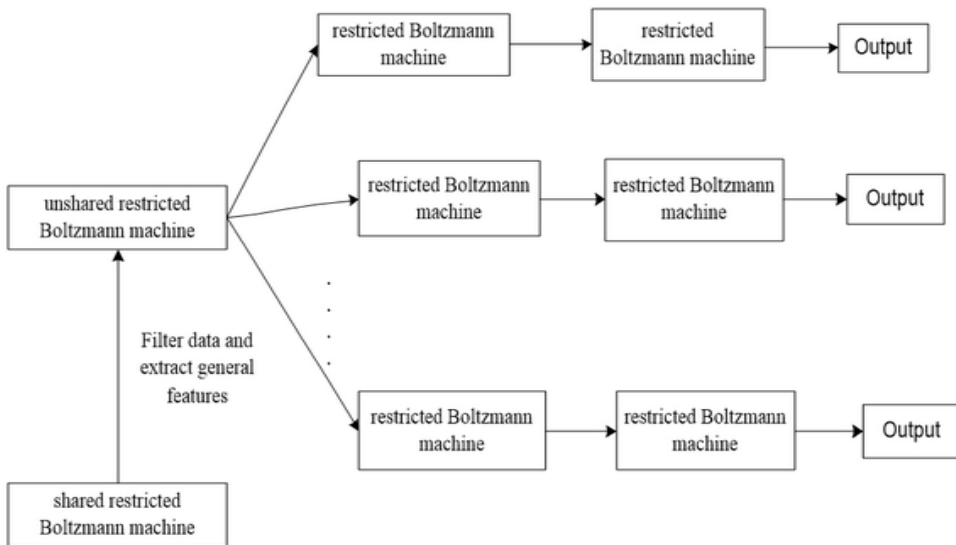 restricted Boltzmann
machine
restricted
Boltzmann machine
Output
unshared restricted
Boltzmann machine
restricted Boltzmann
machine
restricted Boltzmann
machine
Output
Filter data and
extract general
features
restricted Boltzmann
machine
restricted Boltzmann
machine
Output
shared restricted
Boltzmann machine